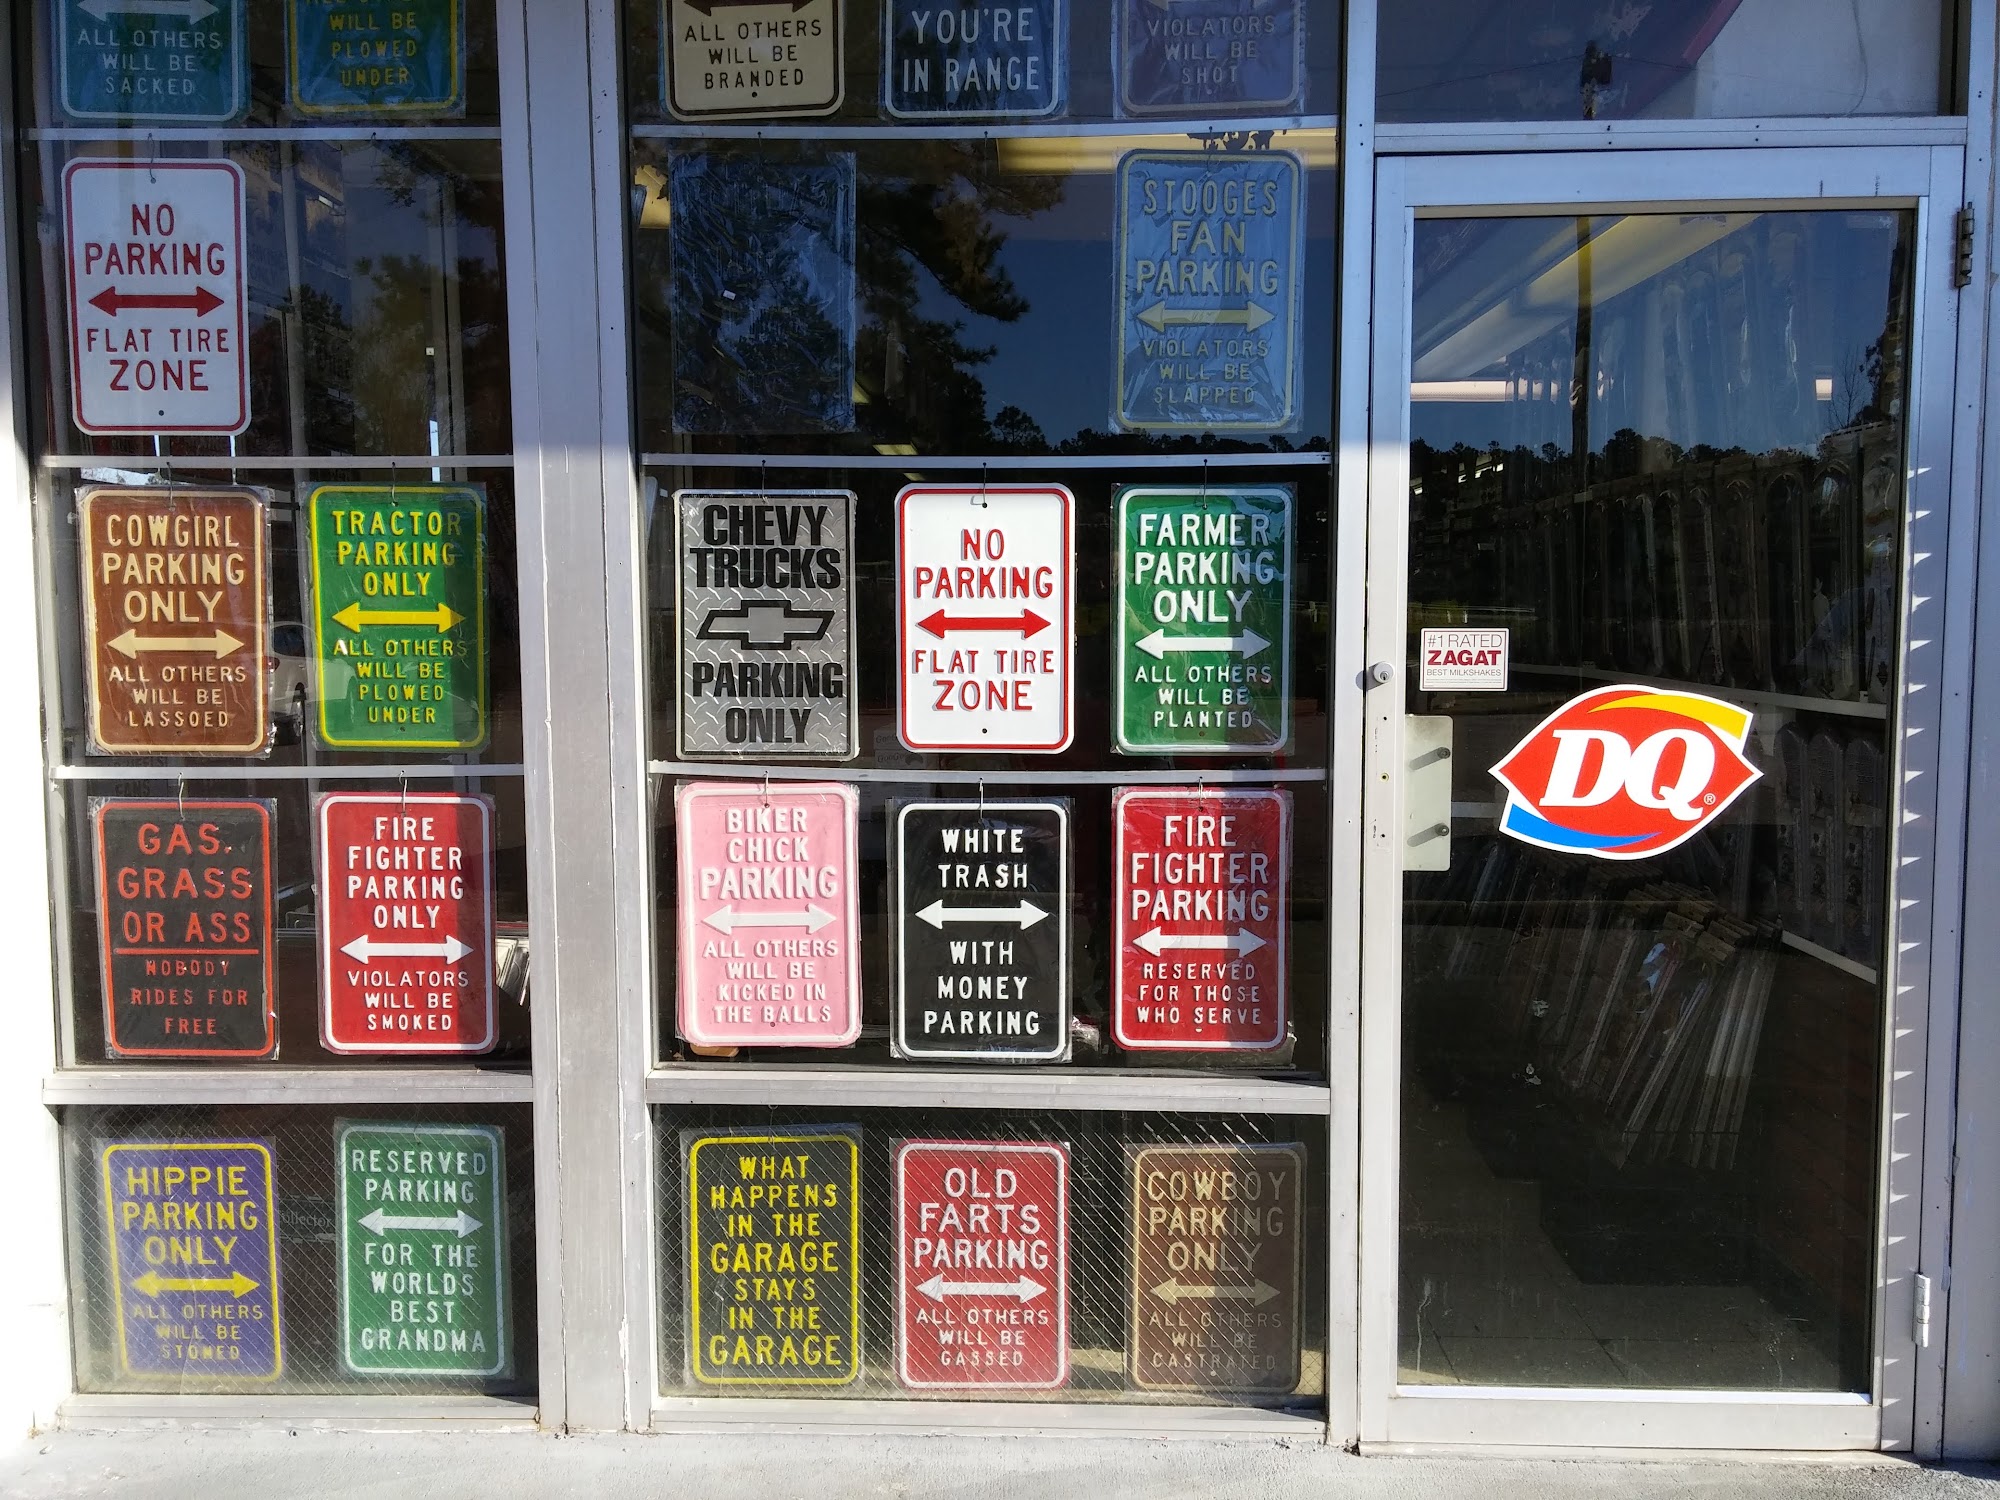 ALL OTHERS
WILL BE
SACKED
WILL BE
PLOWED
UNDER
ALL OTHERS
WILL BE
BRANDED
YOU'RE
IN RANGE
VIOLATORS
WILL BE
SHOT
NO
PARKING
FLAT TIRE
ZONE
STOOGES
FAN
PARKING
VIOLATORS
WILL BE
SLAPPED
COWGIRL
PARKING
ONLY
ALL OTHERS
WILL BE
LASSOED
TRACTOR
PARKING
ONLY
ALL OTHERS
WILL BE
PLOWED
UNDER
CHEVY
TRUCKS
PARKING
ONLY
NO
PARKING
FLAT TIRE
ZONE
FARMER
PARKING
ONLY
ALL OTHERS
WILL BE
PLANTED
#1 RATED
ZAGAT
BEST MILKSHAKES
DQ®
GAS,
GRASS
OR ASS
NOBODY
RIDES FOR
FREE
FIRE
FIGHTER
PARKING
ONLY
VIOLATORS
WILL BE
SMOKED
BIKER
CHICK
PARKING
ALL OTHERS
WILL BE
KICKED IN
THE BALLS
WHITE
TRASH
WITH
MONEY
PARKING
FIRE
FIGHTER
PARKING
RESERVED
FOR THOSE
WHO SERVE
HIPPIE
PARKING
ONLY
ALL OTHERS
WILL BE
STONED
RESERVED
PARKING
FOR THE
WORLDS
BEST
GRANDMA
WHAT
HAPPENS
IN THE
GARAGE
STAYS
IN THE
GARAGE
OLD
FARTS
PARKING
ALL OTHERS
WILL BE
GASSED
COWBOY
PARKING
ONLY
ALL OTHERS
WILL BE
CASTRATED